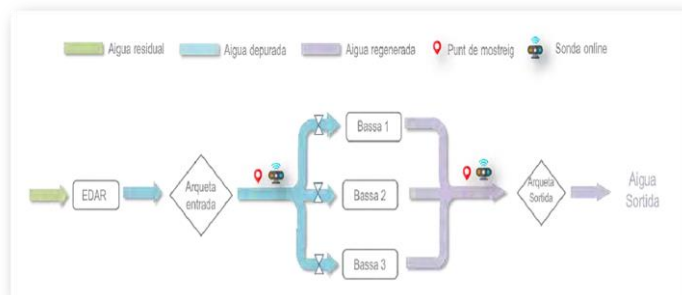 Aigua residual
Aigua depurada
Aigua regenerada
Punt de mostreig
Sonda online
EDAR
Arqueta
entrada
Bassa 1
Bassa 2
Bassa 3
Arqueta
Sortida
Aigua
Sortida